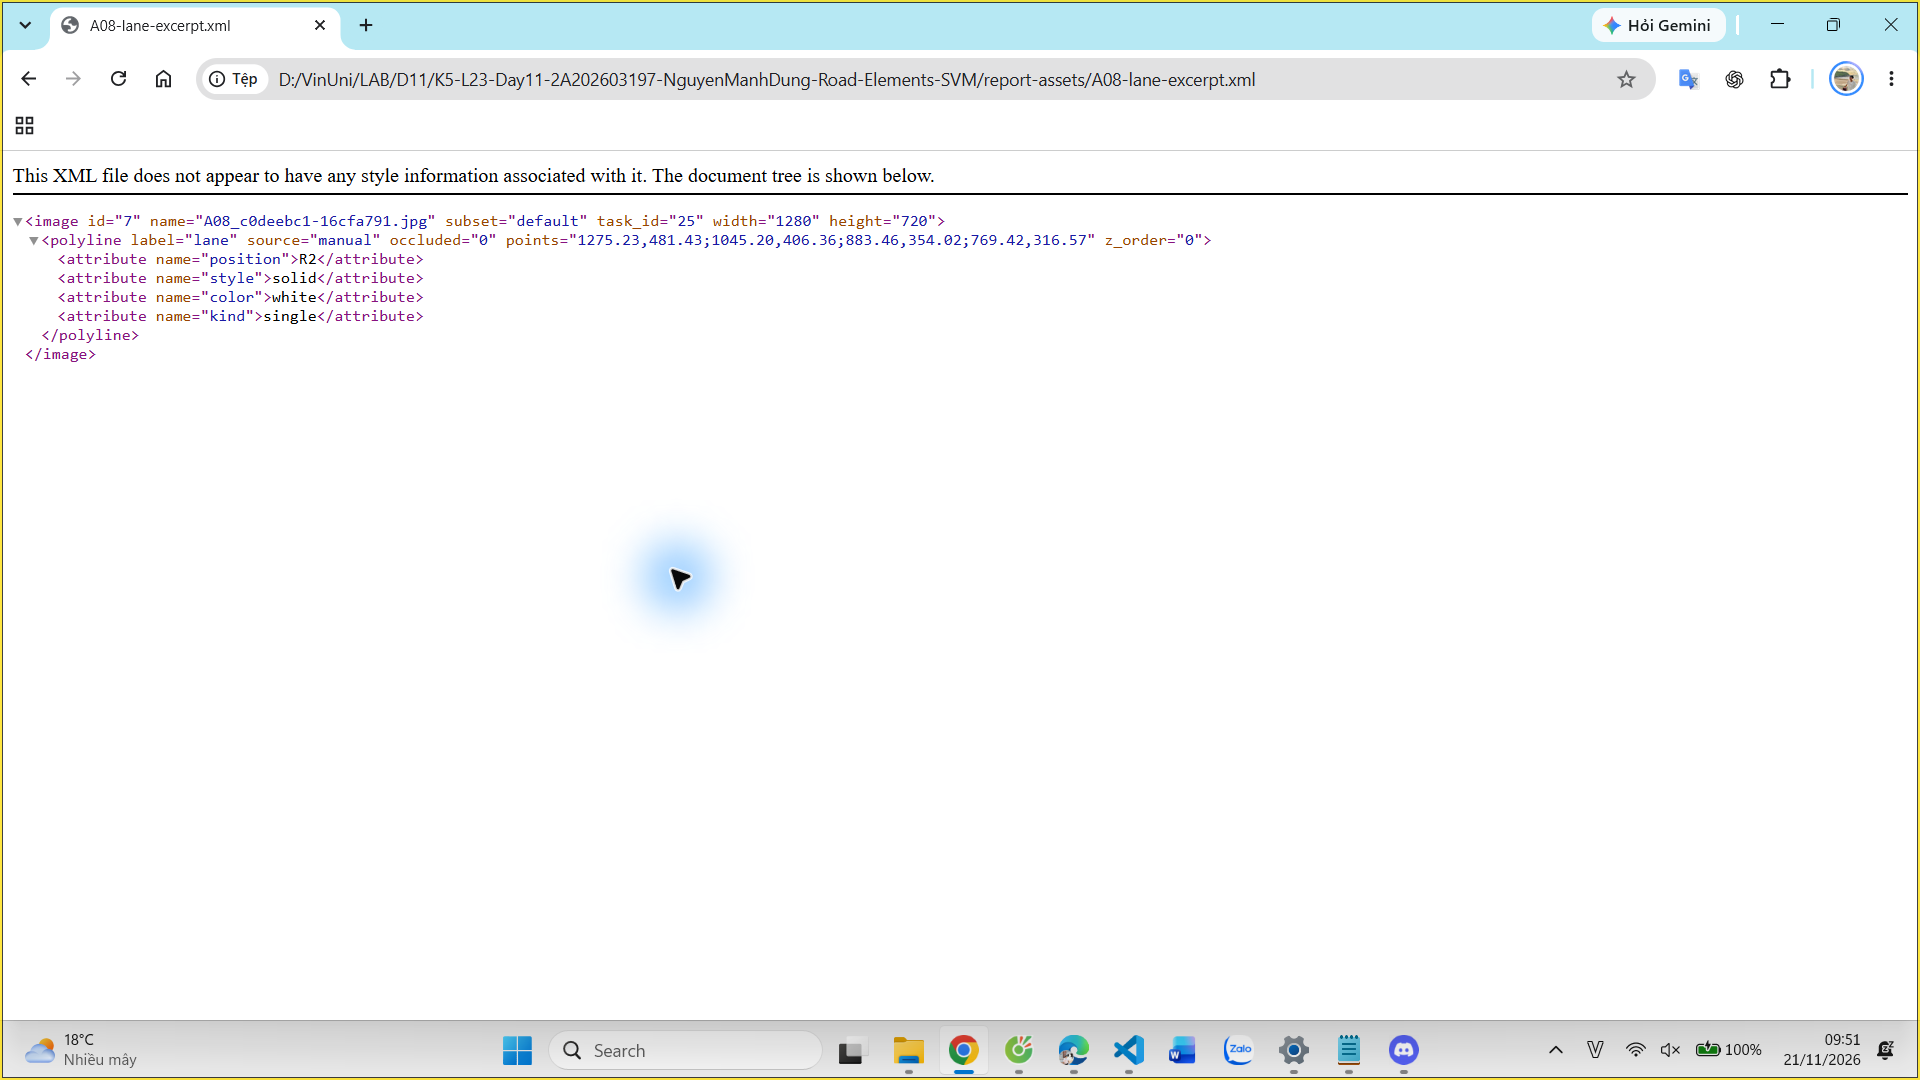 A08-lane-excerpt.xml
Hỏi Gemini
Tệp
D:/VinUni/LAB/D11/K5-L23-Day11-2A202603197-NguyenManhDung-Road-Elements-SVM/report-assets/A08-lane-excerpt.xml
This XML file does not appear to have any style information associated with it. The document tree is shown below.
<image id="7" name="A08_c0deebc1-16cfa791.jpg" subset="default" task_id="25" width="1280" height="720">
<polyline label="lane" source="manual" occluded="0" points="1275.23,481.43;1045.20,406.36;883.46,354.02;769.42,316.57" z_order="0">
<attribute name="position">R2</attribute>
<attribute name="style">solid</attribute>
<attribute name="color">white</attribute>
<attribute name="kind">single</attribute>
</polyline>
</image>
18°C
Nhiều mây
Search
Zalo
100%
09:51
21/11/2026